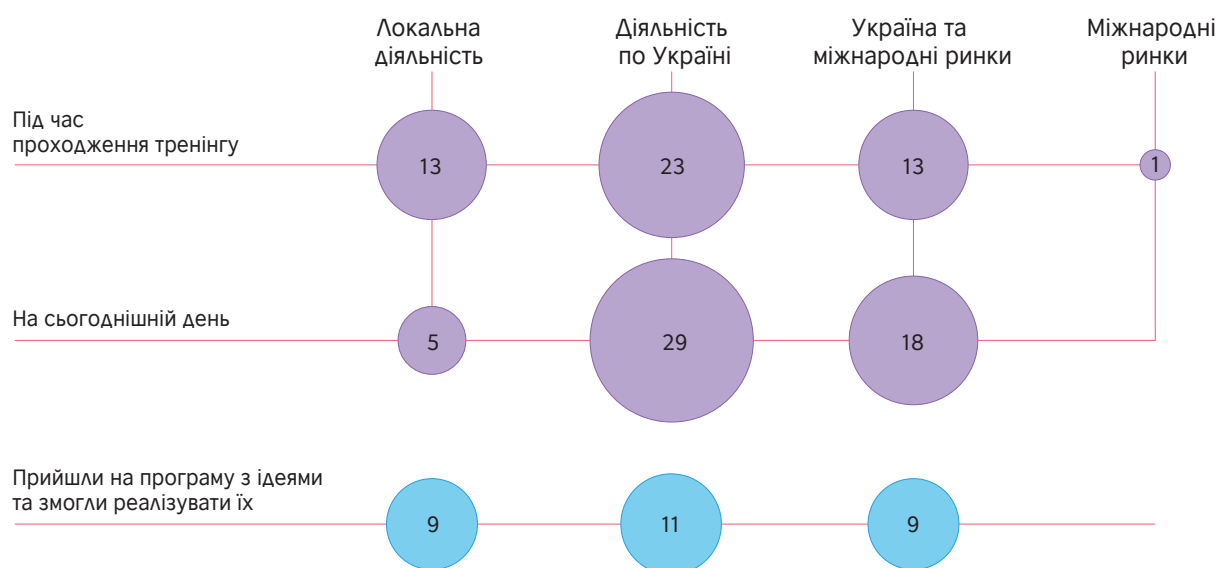 Локальна
діяльність
Діяльність
по Україні
Україна та
міжнародні ринки
Міжнародні
ринки
Під час
проходження тренінгу
13
23
13
1
На сьогоднішній день
5
29
18
Прийшли на програму з ідеями
та змогли реалізувати їх
9
11
9